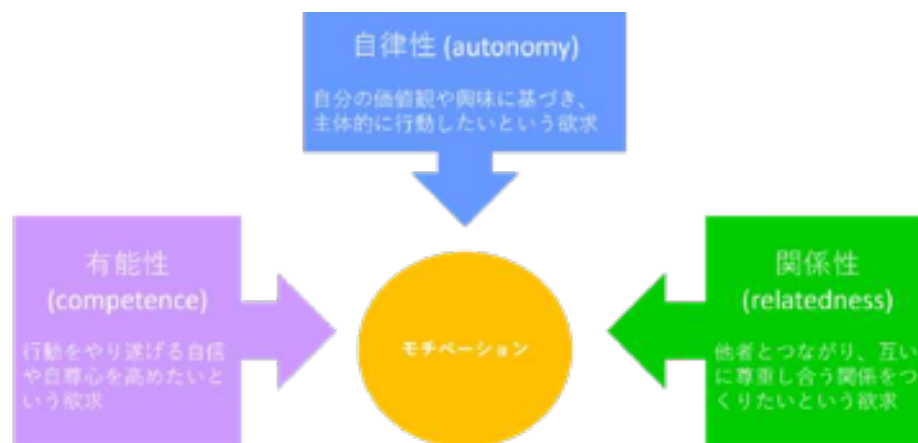 自律性 (autonomy)
自分の価値観や興味に基づき、
主体的に行動したいという欲求
有能性
(competence)
行動をやり遂げる自信
や自尊心を高めたいと
いう欲求
モチベーション
関係性
(relatedness)
他者とつながり、互い
に尊重し合う関係をつ
くりたいという欲求